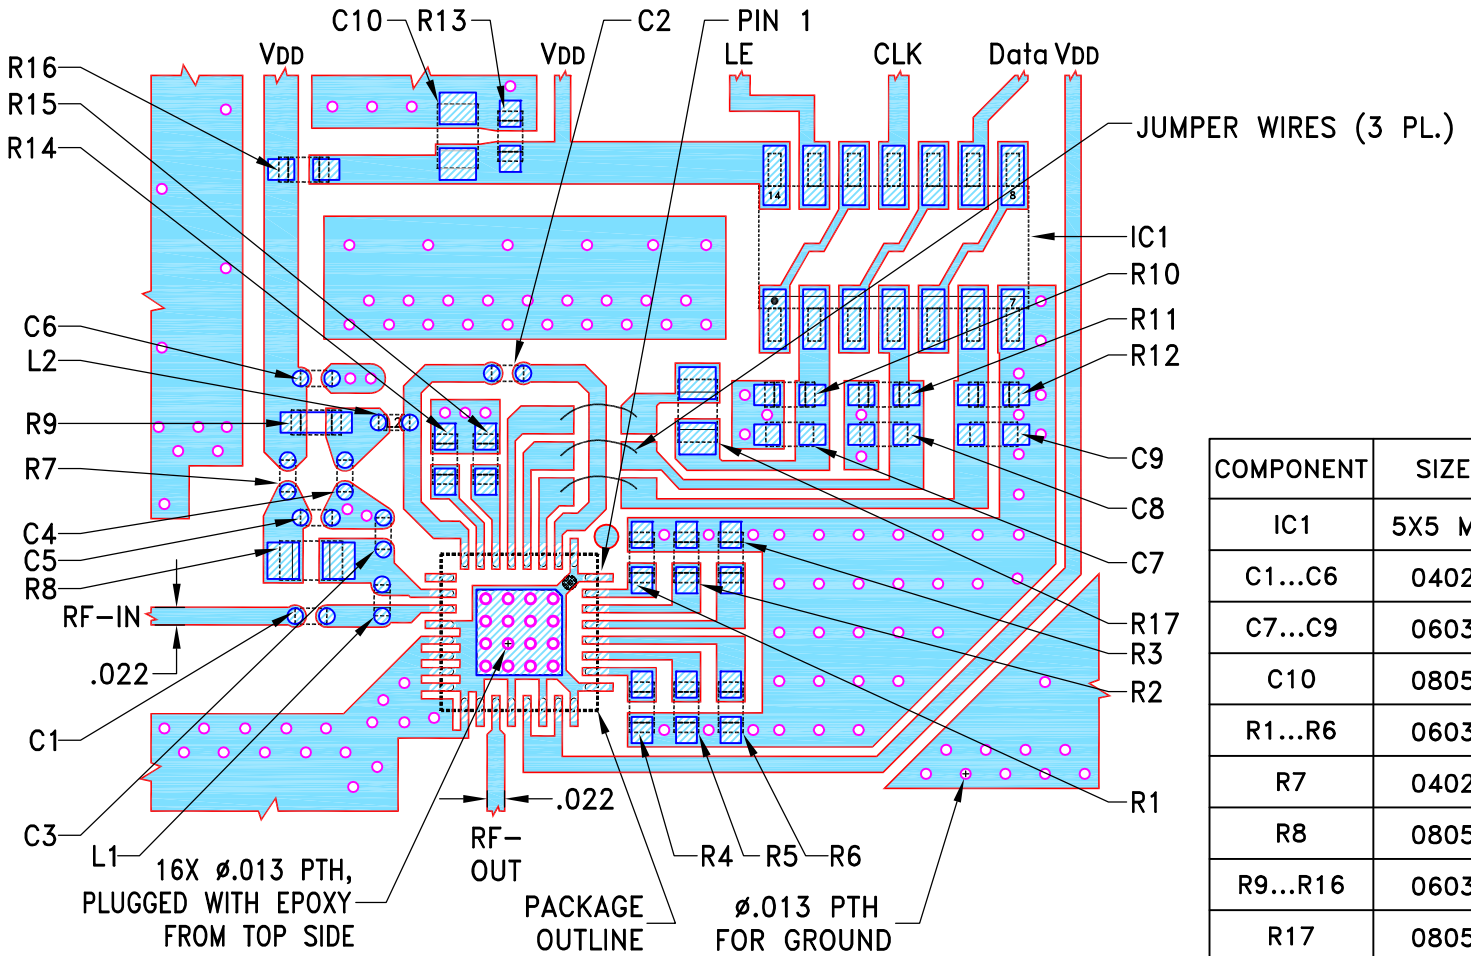 C10 R13 C2 PIN 1
VDD VDD LE CLK Data VDD
R16
R15
R14
JUMPER WIRES (3 PL.)
14 8
IC1
R10
7
R11
R12
C6
L2
2
R9
R7
C4
C5
R8
RF-IN
.022
C1
C3
L1
C9
C8
C7
R17
R3
R2
R1
R4 R5 R6
.022
RF-
OUT
16X ø.013 PTH,
PLUGGED WITH EPOXY
FROM TOP SIDE
PACKAGE
OUTLINE
ø.013 PTH
FOR GROUND
COMPONENT SIZE
IC1 5X5 M
C1...C6 0402
C7...C9 0603
C10 0805
R1...R6 0603
R7 0402
R8 0805
R9...R16 0603
R17 0805